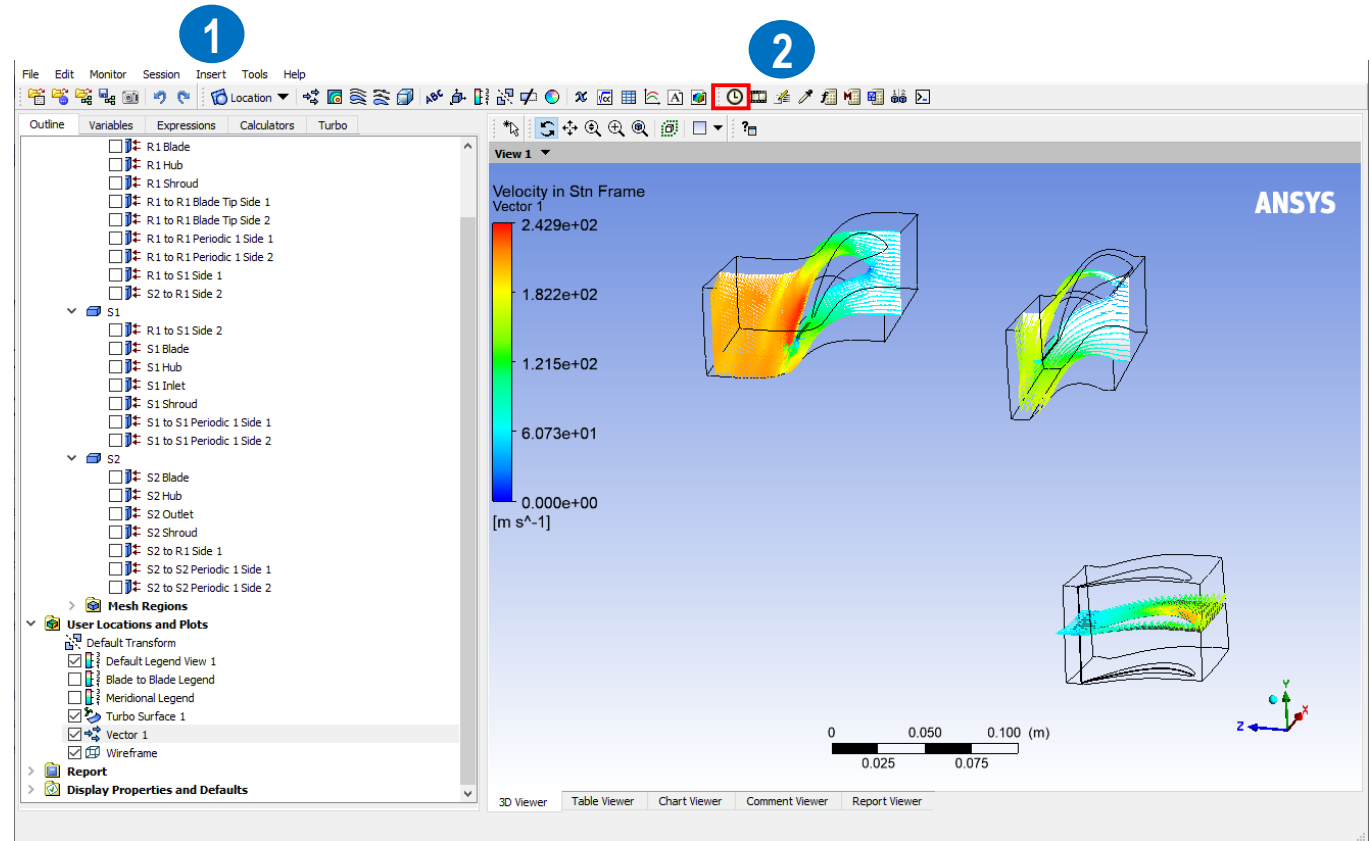 1
2
File Edit Monitor Session Insert Tools Help
Location
ABC
Outline Variables Expressions Calculators Turbo
View 1
R1 Blade
R1 Hub
R1 Shroud
R1 to R1 Blade Tip Side 1
R1 to R1 Blade Tip Side 2
R1 to R1 Periodic 1 Side 1
R1 to R1 Periodic 1 Side 2
R1 to S1 Side 1
S2 to R1 Side 2
S1
R1 to S1 Side 2
S1 Blade
S1 Hub
S1 Inlet
S1 Shroud
S1 to S1 Periodic 1 Side 1
S1 to S1 Periodic 1 Side 2
S2
S2 Blade
S2 Hub
S2 Outlet
S2 Shroud
S2 to R1 Side 1
S2 to S2 Periodic 1 Side 1
S2 to S2 Periodic 1 Side 2
Mesh Regions
User Locations and Plots
Default Transform
Default Legend View 1
Blade to Blade Legend
Meridional Legend
Turbo Surface 1
Vector 1
Wireframe
Report
Display Properties and Defaults
Velocity in Stn Frame
Vector 1
2.429e+02
1.822e+02
1.215e+02
6.073e+01
0.000e+00
[m s^-1]
ANSYS
0 0.050 0.100 (m)
0.025 0.075
Y
X
Z
3D Viewer Table Viewer Chart Viewer Comment Viewer Report Viewer